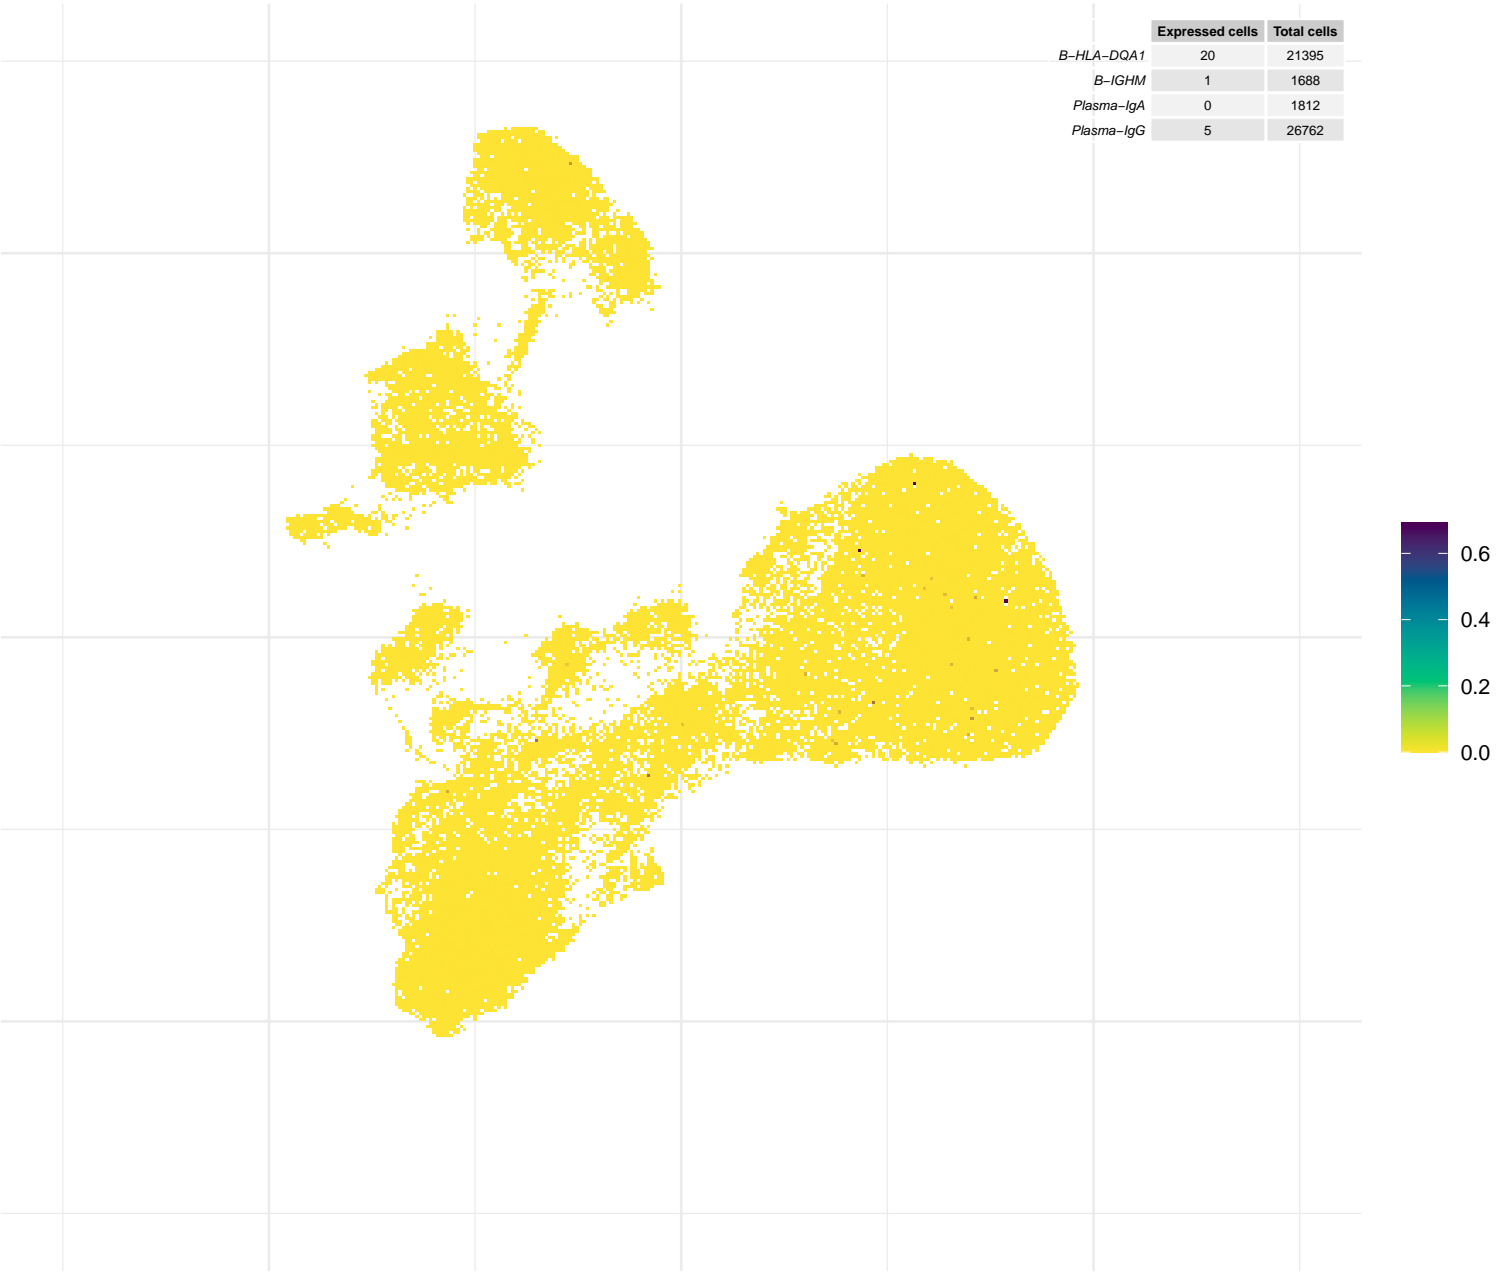 Expressed cells Total cells
B−HLA−DQA1 20 21395
B−IGHM 1 1688
Plasma−IgA 0 1812
Plasma−IgG 5 26762
0.6
0.4
0.2
0.0